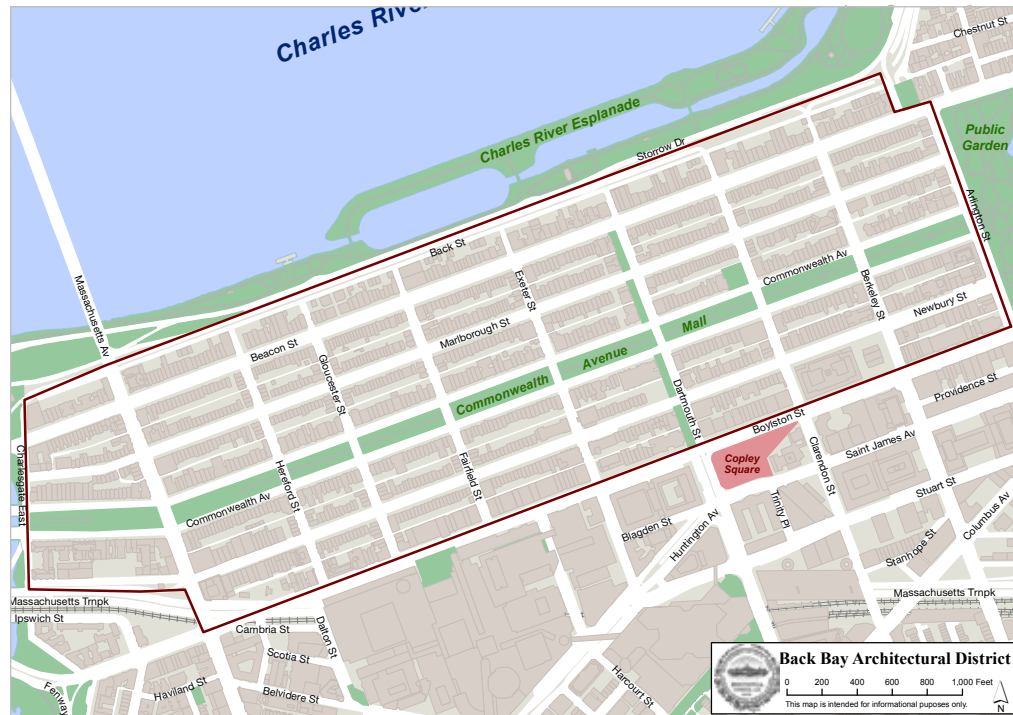 Charles River
Chestnut St
Public
Garden
Charles River Esplanade
Storrow Dr
Back St
Arlington St
Massachusetts Av
Exeter St
Commonwealth Av
Berkeley St
Newbury St
Marlborough St
Beacon St
Gloucester St
Commonwealth
Avenue
Mall
Dartmouth St
Providence St
Boylston St
Copley
Square
Clarendon St
Saint James Av
Charlesgate East
Hereford St
Fairfield St
Commonwealth Av
Trinity Pl
Stuart St
Columbus Av
Blagden St
Huntington Av
Stanhope St
Massachusetts Trnpk
Massachusetts Trnpk
Ipswich St
Cambria St
Dalton St
Scotia St
Haviland St
Belvidere St
Harcourt St
Fenway
Back Bay Architectural District
0 200 400 600 800 1,000 Feet
This map is intended for informational puposes only.
N